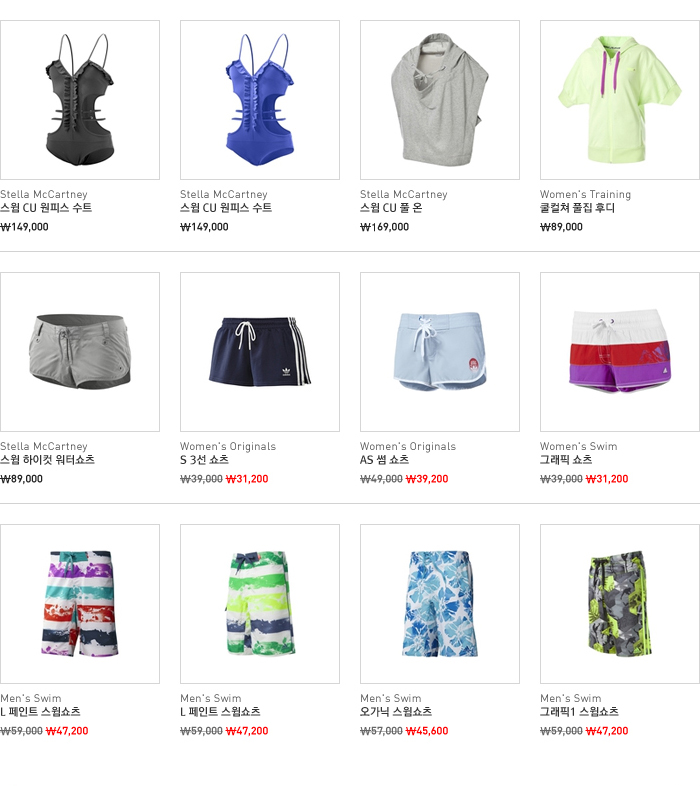 Stella McCartney
스윔 CU 원피스 수트
₩149,000
Stella McCartney
스윔 CU 원피스 수트
₩149,000
Stella McCartney
스윔 CU 풀 온
₩169,000
Women's Training
쿨컬쳐 풀집 후디
₩89,000
Stella McCartney
스윔 하이컷 워터쇼츠
₩89,000
Women's Originals
S 3선 쇼츠
₩39,000 ₩31,200
Women's Originals
AS 썸 쇼츠
₩49,000 ₩39,200
Women's Swim
그래픽 쇼츠
₩39,000 ₩31,200
Men's Swim
L 페인트 스윔쇼츠
₩59,000 ₩47,200
Men's Swim
L 페인트 스윔쇼츠
₩59,000 ₩47,200
Men's Swim
오가닉 스윔쇼츠
₩57,000 ₩45,600
Men's Swim
그래픽1 스윔쇼츠
₩59,000 ₩47,200